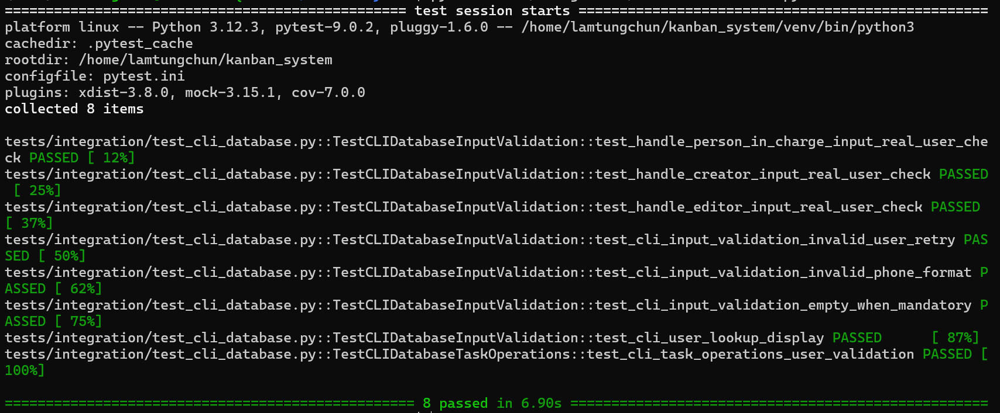 ================================================= test session starts ==================================================
platform linux -- Python 3.12.3, pytest-9.0.2, pluggy-1.6.0 -- /home/lamtungchun/kanban_system/venv/bin/python3
cachedir: .pytest_cache
rootdir: /home/lamtungchun/kanban_system
configfile: pytest.ini
plugins: xdist-3.8.0, mock-3.15.1, cov-7.0.0
collected 8 items
tests/integration/test_cli_database.py::TestCLIDatabaseInputValidation::test_handle_person_in_charge_input_real_user_che
ck PASSED [ 12%]
tests/integration/test_cli_database.py::TestCLIDatabaseInputValidation::test_handle_creator_input_real_user_check PASSED
[ 25%]
tests/integration/test_cli_database.py::TestCLIDatabaseInputValidation::test_handle_editor_input_real_user_check PASSED
[ 37%]
tests/integration/test_cli_database.py::TestCLIDatabaseInputValidation::test_cli_input_validation_invalid_user_retry PAS
SED [ 50%]
tests/integration/test_cli_database.py::TestCLIDatabaseInputValidation::test_cli_input_validation_invalid_phone_format P
ASSED [ 62%]
tests/integration/test_cli_database.py::TestCLIDatabaseInputValidation::test_cli_input_validation_empty_when_mandatory P
ASSED [ 75%]
tests/integration/test_cli_database.py::TestCLIDatabaseInputValidation::test_cli_user_lookup_display PASSED      [ 87%]
tests/integration/test_cli_database.py::TestCLIDatabaseTaskOperations::test_cli_task_operations_user_validation PASSED [
100%]
================================================== 8 passed in 6.90s ===================================================